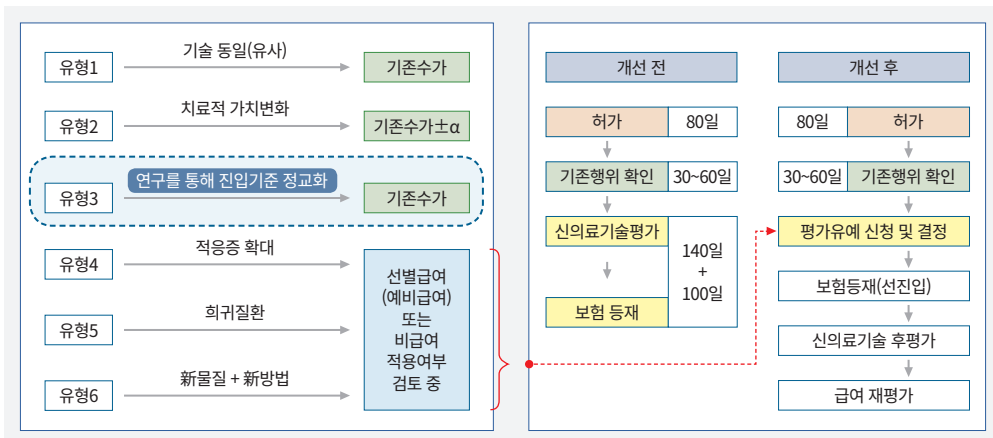 유형1
기술 동일(유사)
기존수가
유형2
치료적 가치변화
기존수가±α
유형3
연구를 통해 진입기준 정교화
기존수가
유형4
적응증 확대
유형5
희귀질환
유형6
新물질 + 新방법
선별급여
(예비급여)
또는
비급여
적용여부
검토 중
개선 전
허가
80일
기존행위 확인
30~60일
신의료기술평가
140일
+
100일
보험 등재
개선 후
80일
허가
30~60일
기존행위 확인
평가유예 신청 및 결정
보험등재(선진입)
신의료기술 후평가
급여 재평가